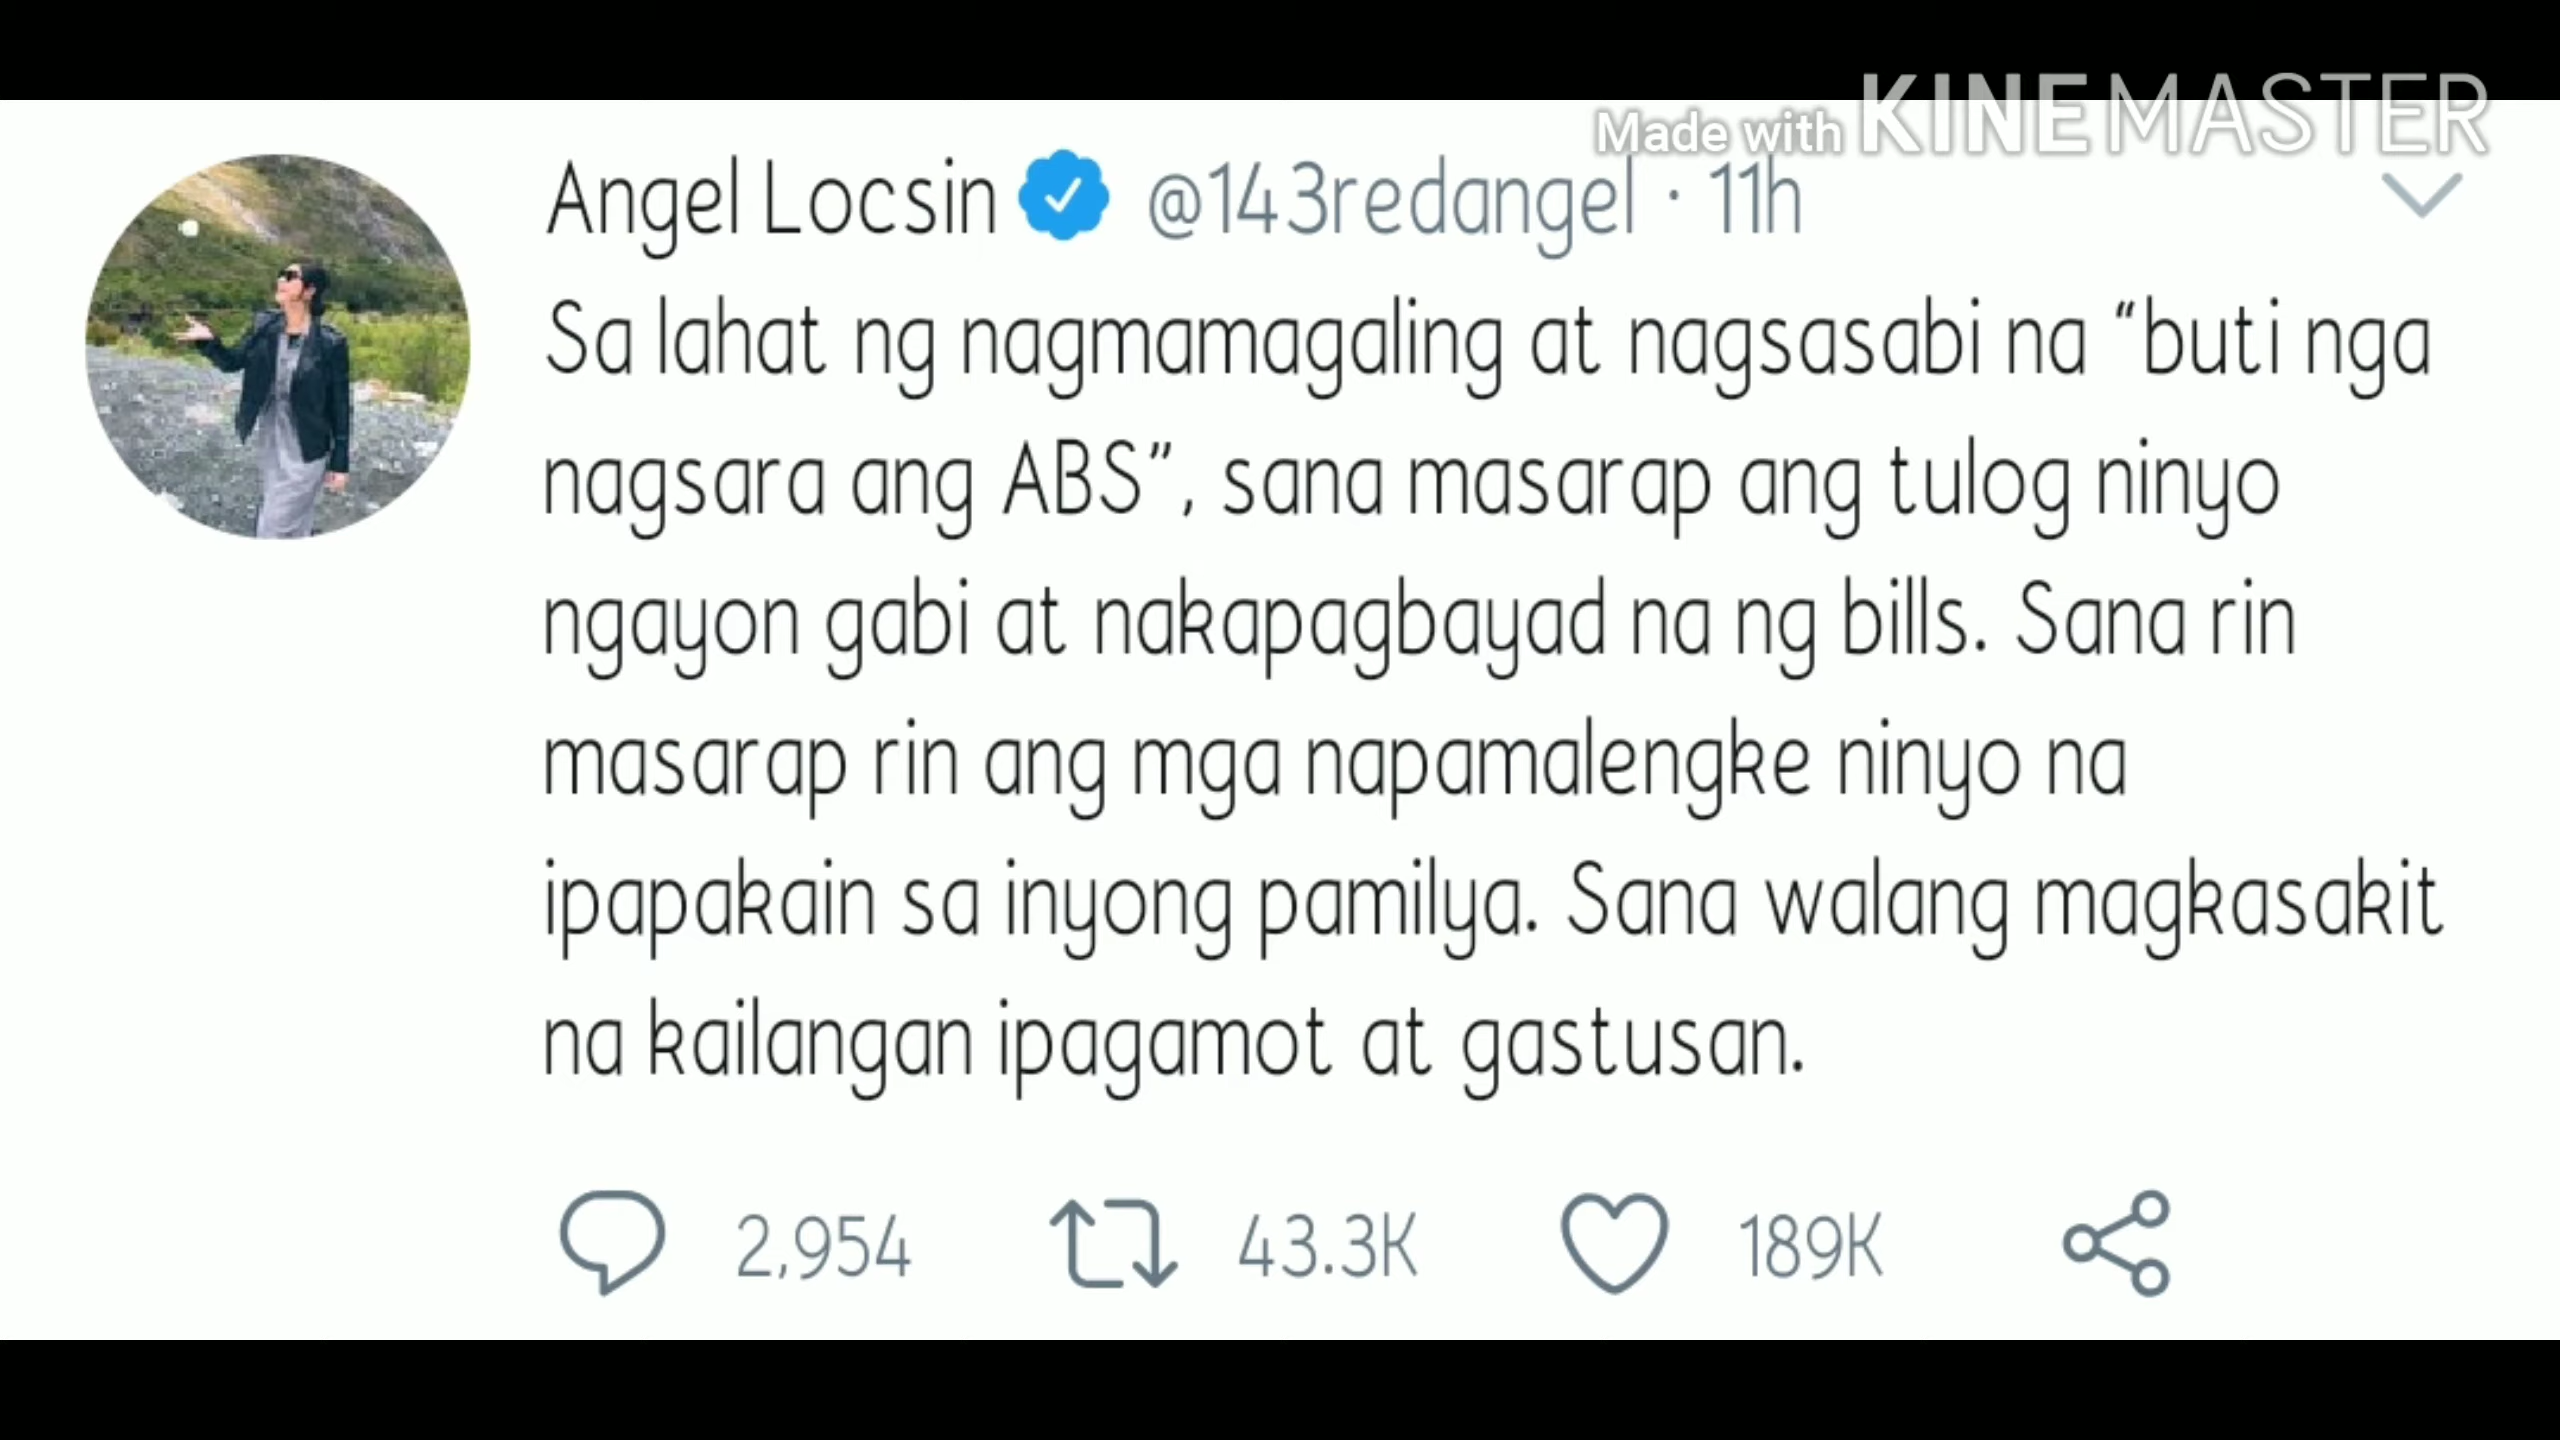 Made with KINEMASTER
Angel Locsin @143redangel · 11h
Sa lahat ng nagmamagaling at nagsasabi na “buti nga
nagsara ang ABS”, sana masarap ang tulog ninyo
ngayon gabi at nakapagbayad na ng bills. Sana rin
masarap rin ang mga napamalengke ninyo na
ipapakain sa inyong pamilya. Sana walang magkasakit
na kailangan ipagamot at gastusan.
2,954 43.3K 189K